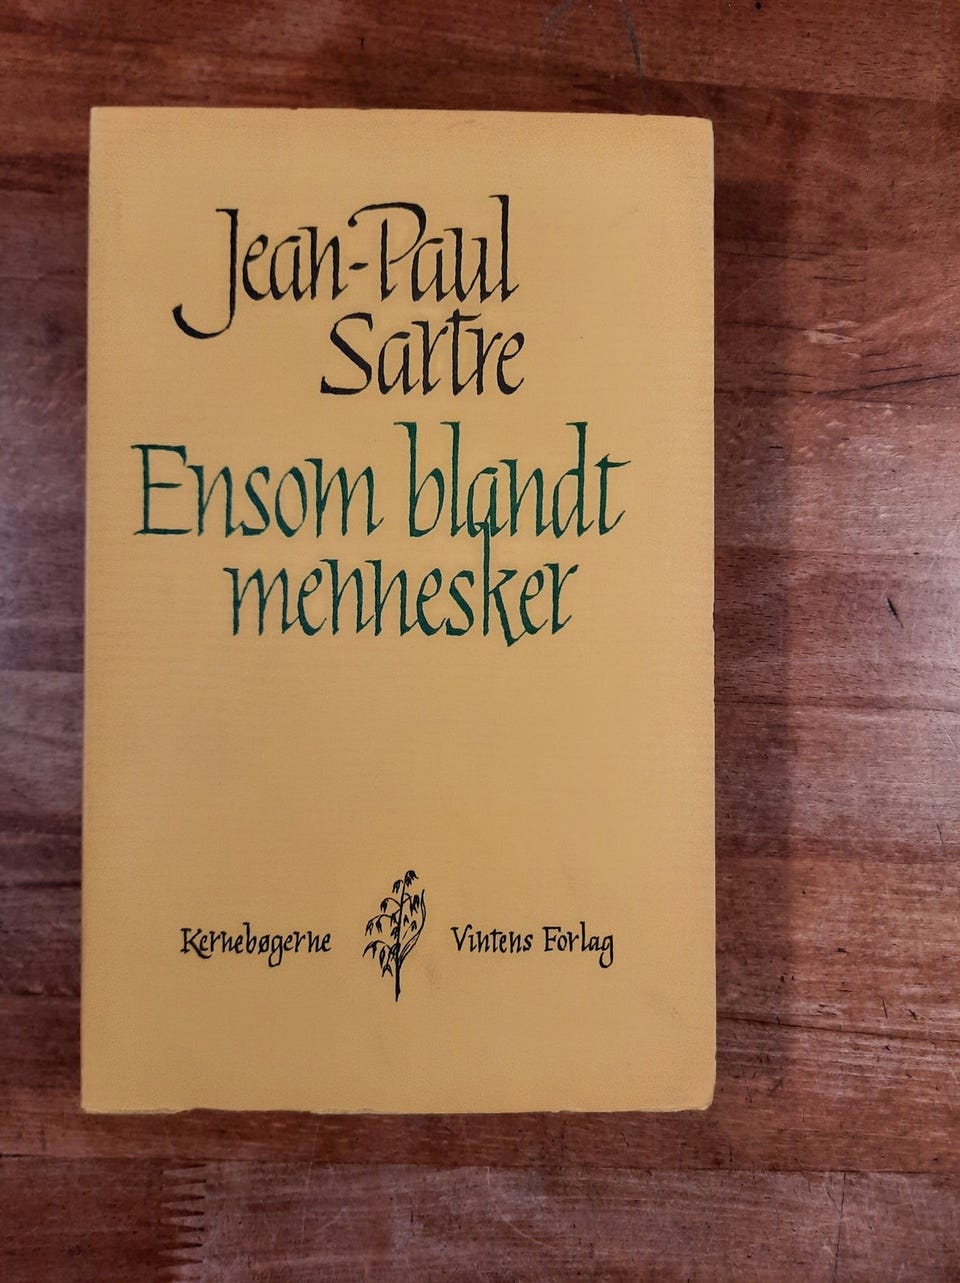 Jean-Paul
Sartre
Ensom blandt
mennesker
Kernebøgerne
Vintens Forlag